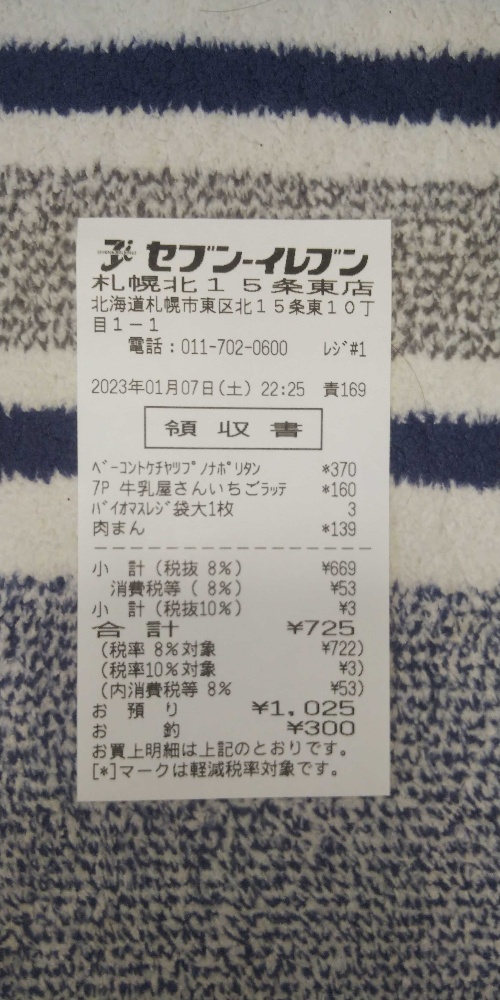 セブン-イレブン
札幌北15条東店
北海道札幌市東区北15条東10丁
目1-1
電話:011-702-0600 レジ#1
2023年01月07日(土) 22:25 責169
領収書
ベーコントケチャップノナポリタン *370
7P 牛乳屋さんいちごラッテ *160
バイオマスレジ袋大1枚 3
肉まん *139
小 計(税抜 8%) ¥669
消費税等( 8%) ¥53
小 計(税抜10%) ¥3
合 計 ¥725
(税率 8%対象 ¥722)
(税率10%対象 ¥3)
(内消費税等 8% ¥53)
お 預 り ¥1,025
お 釣 ¥300
お買上明細は上記のとおりです。
[*]マークは軽減税率対象です。